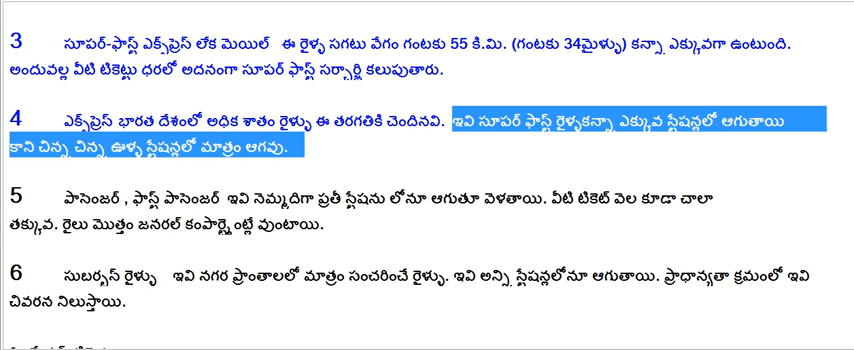 3 సూపర్-ఫాస్ట్ ఎక్స్‌ప్రెస్ లేక మెయిల్ ఈ రైళ్ళ సగటు వేగం గంటకు 55 కి.మి. (గంటకు 34మైళ్ళు) కన్నా ఎక్కువగా ఉంటుంది.
అందువల్ల వీటి టికెట్టు ధరలో అదనంగా సూపర్ ఫాస్ట్ సర్చార్జి కలుపుతారు.
4 ఎక్స్‌ప్రెస్ భారత దేశంలో అధిక శాతం రైళ్ళు ఈ తరగతికి చెందినవి. ఇవి సూపర్ ఫాస్ట్ రైళ్ళకన్నా ఎక్కువ స్టేషన్లలో ఆగుతాయి
కాని చిన్న చిన్న ఊళ్ళ స్టేషన్లలో మాత్రం ఆగవు.
5 పాసెంజర్ , ఫాస్ట్ పాసెంజర్ ఇవి నెమ్మదిగా ప్రతీ స్టేషను లోనూ ఆగుతూ వెళతాయి. వీటి టికెట్ వెల కూడా చాలా
తక్కువ. రైలు మొత్తం జనరల్ కంపార్ట్మెంట్లే వుంటాయి.
6 సుబర్బన్ రైళ్ళు ఇవి నగర ప్రాంతాలలో మాత్రం సంచరించే రైళ్ళు. ఇవి అన్ని స్టేషన్లలోనూ ఆగుతాయి. ప్రాధాన్యతా క్రమంలో ఇవి
చివరన నిలుస్తాయి.